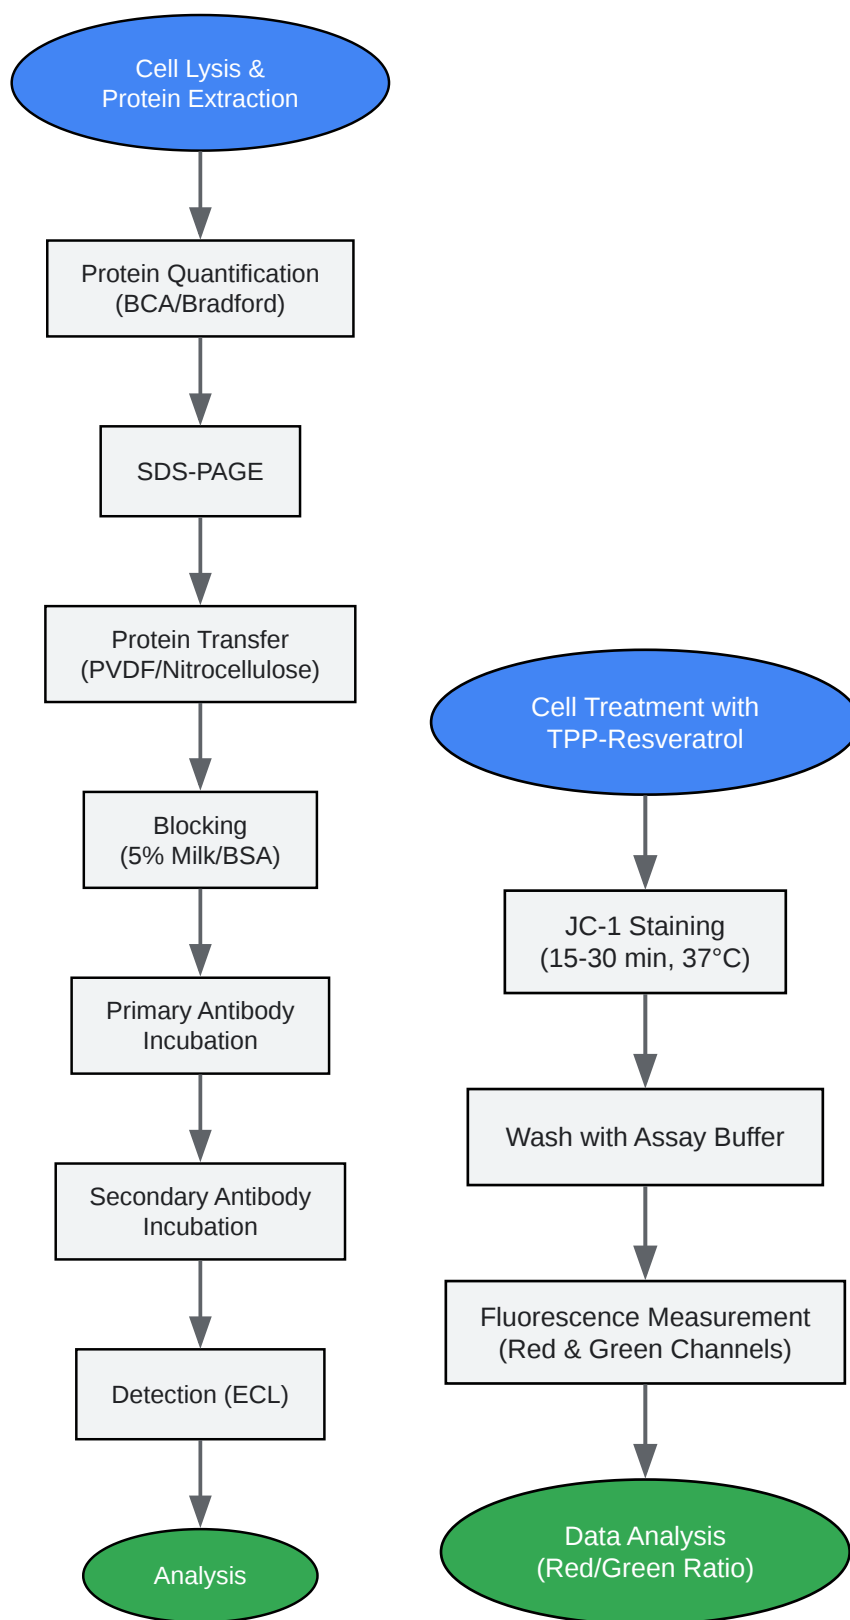 Cell Lysis &
Protein Extraction
Protein Quantification
(BCA/Bradford)
SDS-PAGE
Protein Transfer
(PVDF/Nitrocellulose)
Blocking
(5% Milk/BSA)
Primary Antibody
Incubation
Secondary Antibody
Incubation
Detection (ECL)
Analysis
Cell Treatment with
TPP-Resveratrol
JC-1 Staining
(15-30 min, 37°C)
Wash with Assay Buffer
Fluorescence Measurement
(Red & Green Channels)
Data Analysis
(Red/Green Ratio)